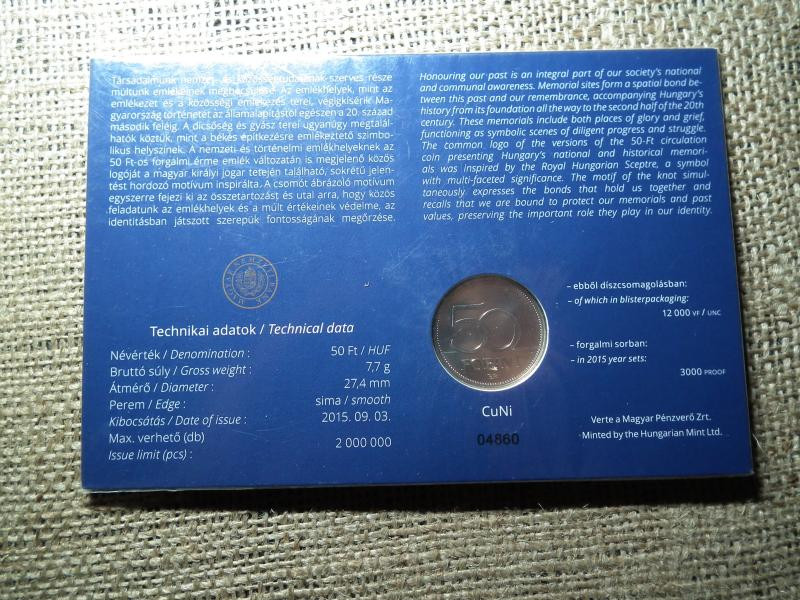 Társadalmunk nemzeti és közösségtudatának szerves része
múltunk emlékeinek megbecsülése. Az emlékhelyek, mint az
emlékezet és a közösségi emlékezés terei, végigkísérik Ma-
gyarország történetét az államalapítástól egészen a 20. század
második feléig. A dicsőség és gyász terei ugyanúgy megtalál-
hatók köztük, mint a békés építkezésre emlékeztető szimbo-
likus helyszínek. A nemzeti és történelmi emlékhelyeknek az
50 Ft-os forgalmi érme emlék változatán is megjelenő közös
logóját a magyar királyi jogar tetején található, sokrétű jelen-
tést hordozó motívum inspirálta. A csomót ábrázoló motívum
egyszerre fejezi ki az összetartozást és utal arra, hogy közös
feladatunk az emlékhelyek és a múlt értékeinek védelme, az
identitásban játszott szerepük fontosságának megőrzése.
Honouring our past is an integral part of our society's national
and communal awareness. Memorial sites form a spatial bond be-
tween this past and our remembrance, accompanying Hungary's
history from its foundation all the way to the second half of the 20th
century. These memorials include both places of glory and grief,
functioning as symbolic scenes of diligent progress and struggle.
The common logo of the versions of the 50-Ft circulation
coin presenting Hungary's national and historical memori-
als was inspired by the Royal Hungarian Sceptre, a symbol
with multi-faceted significance. The motif of the knot simul-
taneously expresses the bonds that hold us together and
recalls that we are bound to protect our memorials and past
values, preserving the important role they play in our identity.
Technikai adatok / Technical data
Névérték / Denomination : 50 Ft / HUF
Bruttó súly / Gross weight : 7,7 g
Átmérő / Diameter : 27,4 mm
Perem / Edge : sima / smooth
Kibocsátás / Date of issue : 2015. 09. 03.
Max. verhető (db) 2 000 000
Issue limit (pcs) :
50
FORINT
BP.
CuNi
04860
– ebből díszcsomagolásban:
– of which in blisterpackaging:
12 000 VF / UNC
– forgalmi sorban:
– in 2015 year sets:
3000 PROOF
Verte a Magyar Pénzverő Zrt.
Minted by the Hungarian Mint Ltd.